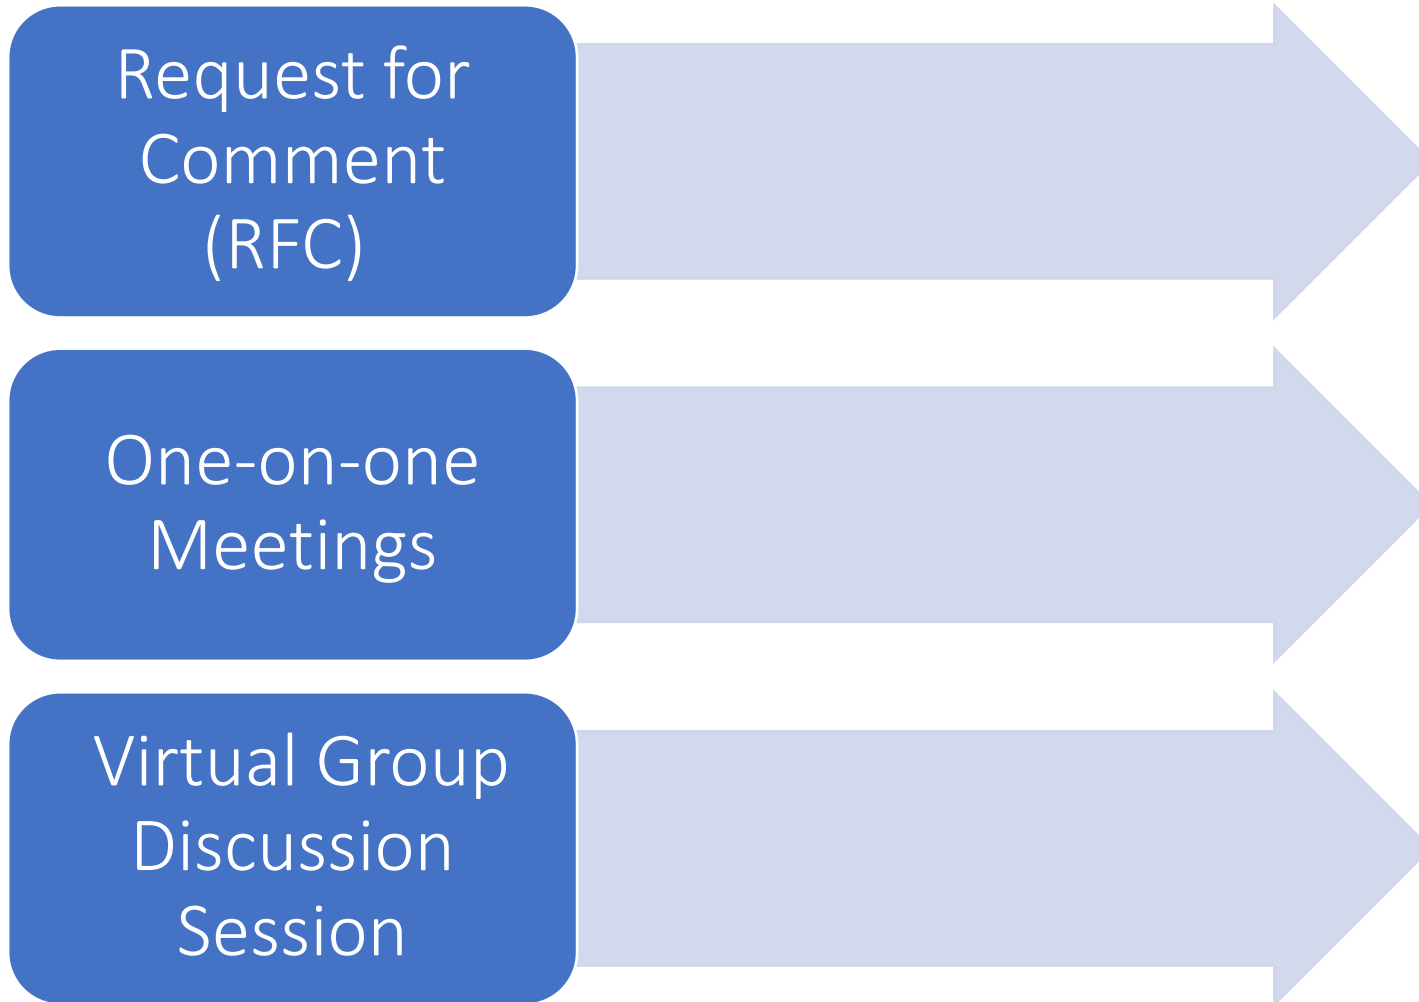 Request for
Comment
(RFC)
One-on-one
Meetings
Virtual Group
Discussion
Session